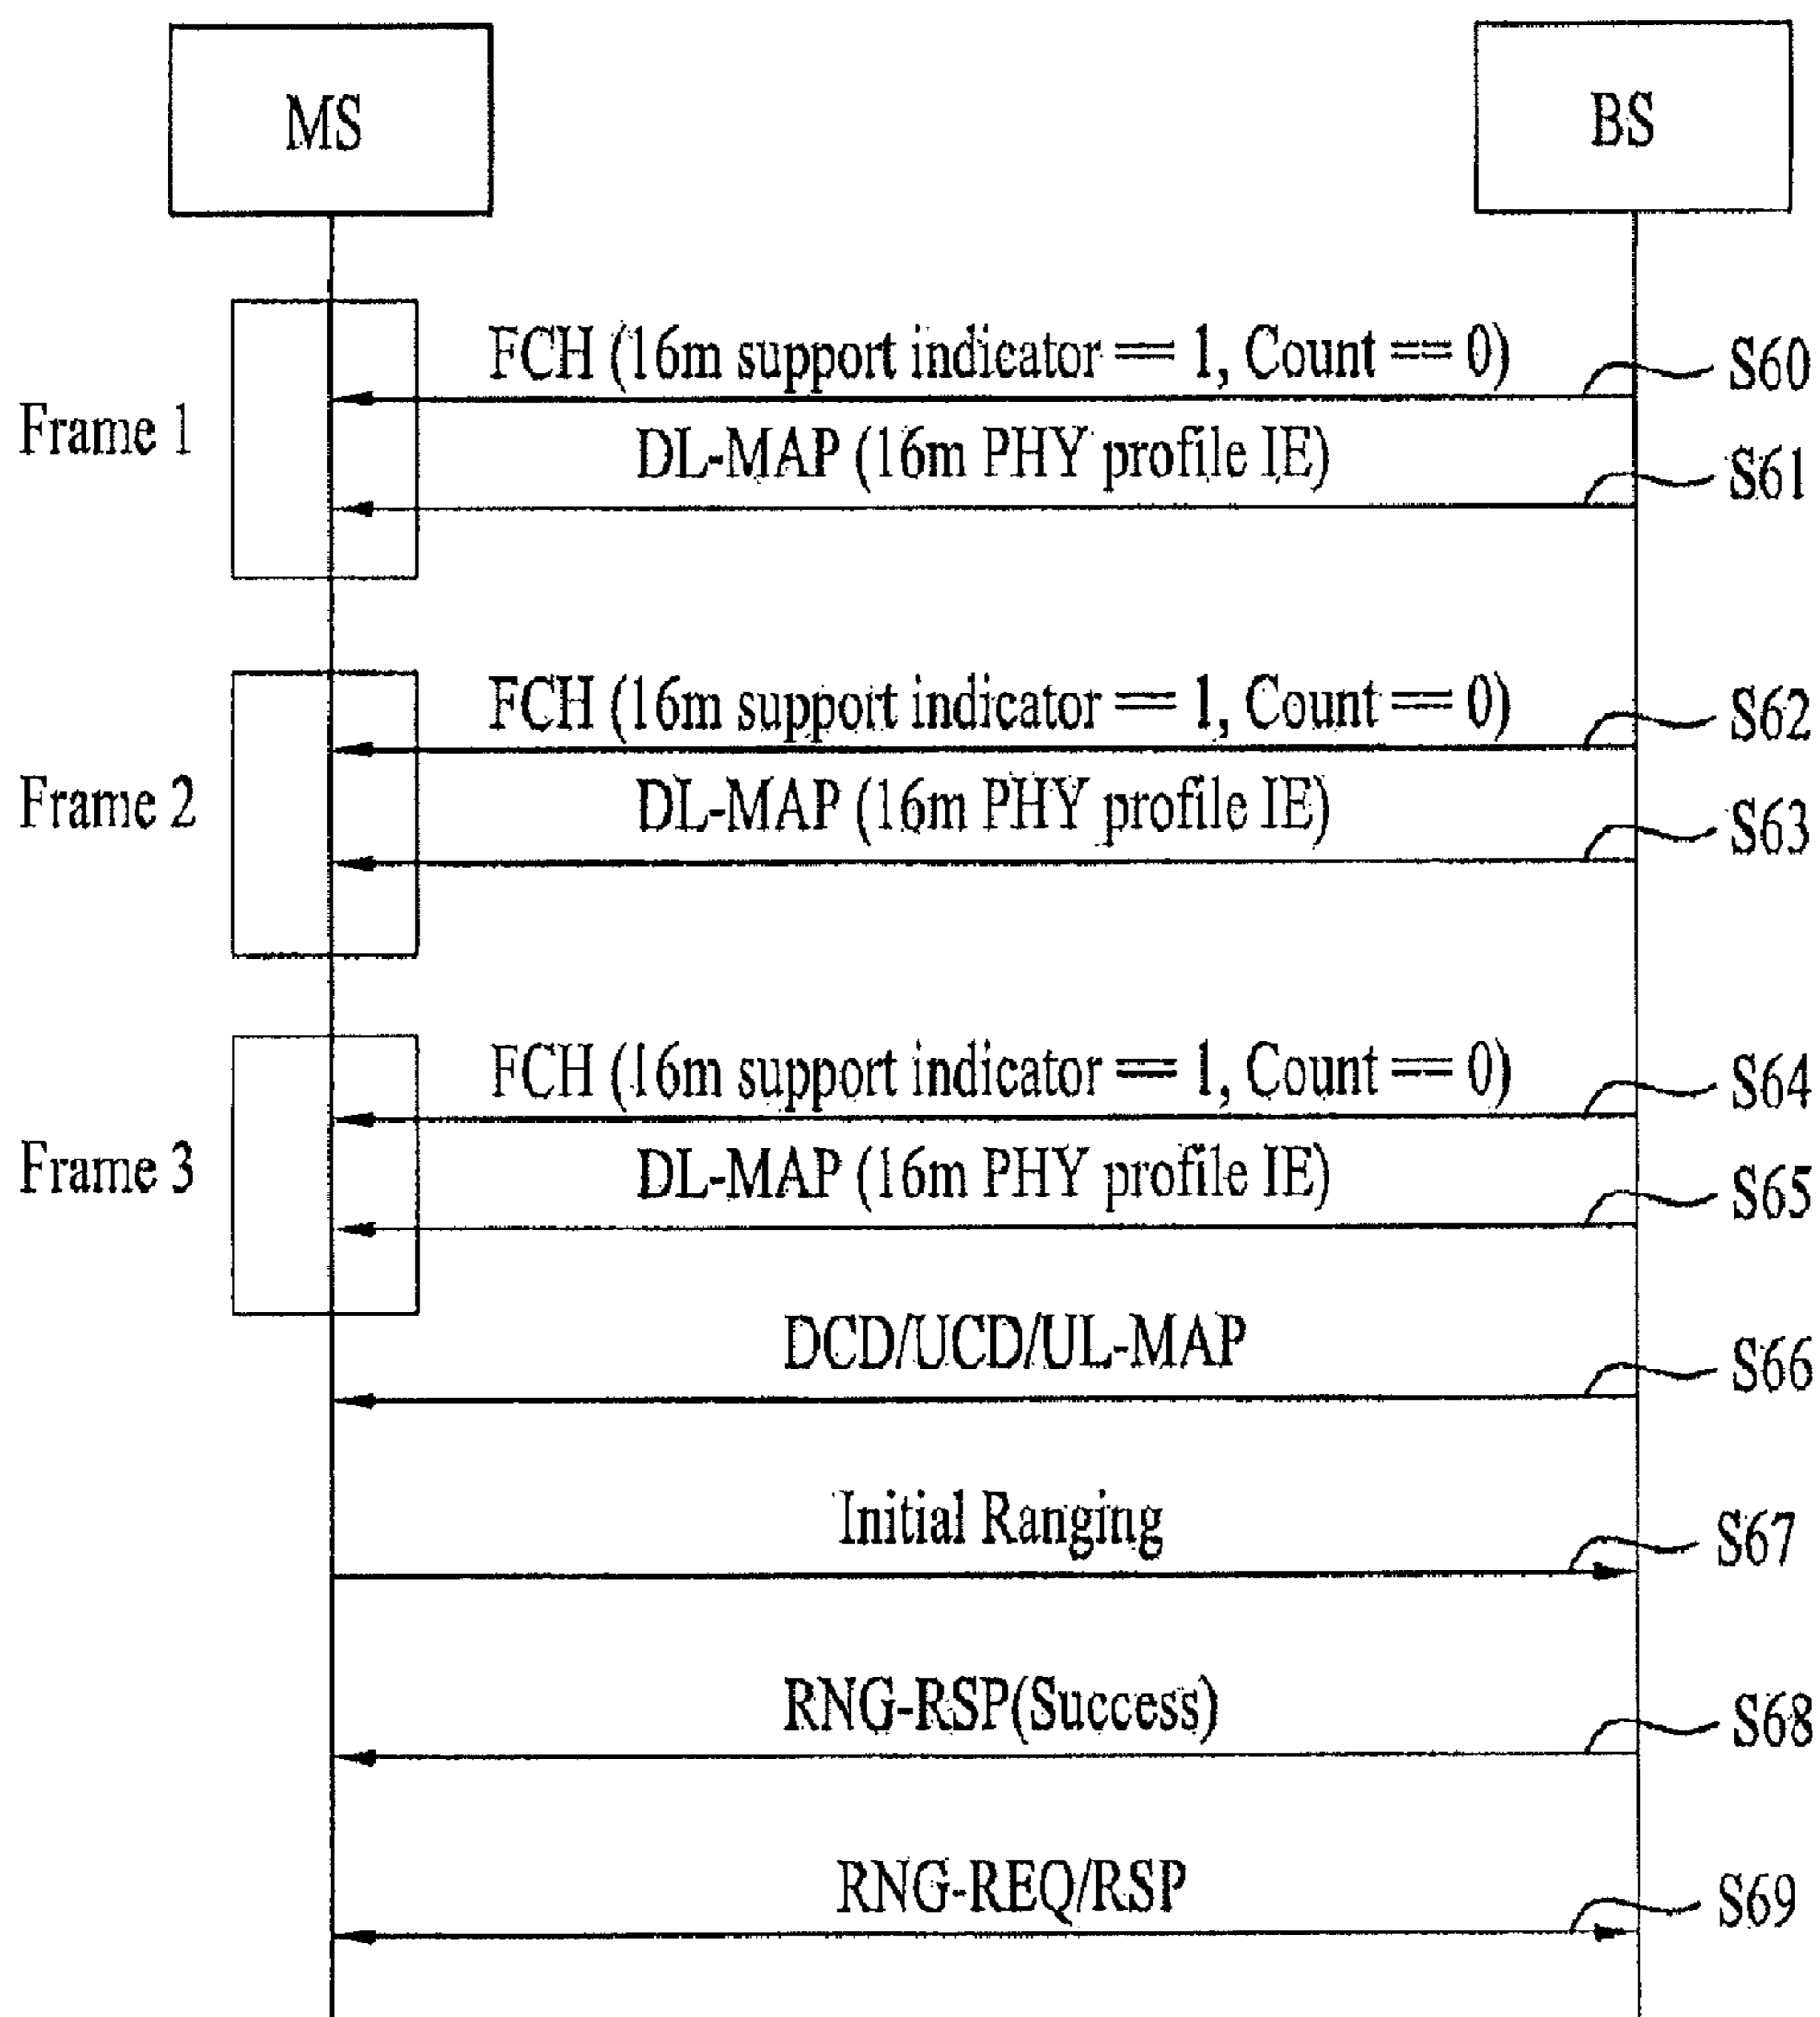 MS
BS
FCH (16m support indicator == 1, Count == 0)
S60
Frame 1
DL-MAP (16m PHY profile IE)
S61
FCH (16m support indicator == 1, Count == 0)
S62
Frame 2
DL-MAP (16m PHY profile IE)
S63
FCH (16m support indicator == 1, Count == 0)
S64
Frame 3
DL-MAP (16m PHY profile IE)
S65
DCD/UCD/UL-MAP
S66
Initial Ranging
S67
RNG-RSP(Success)
S68
RNG-REQ/RSP
S69